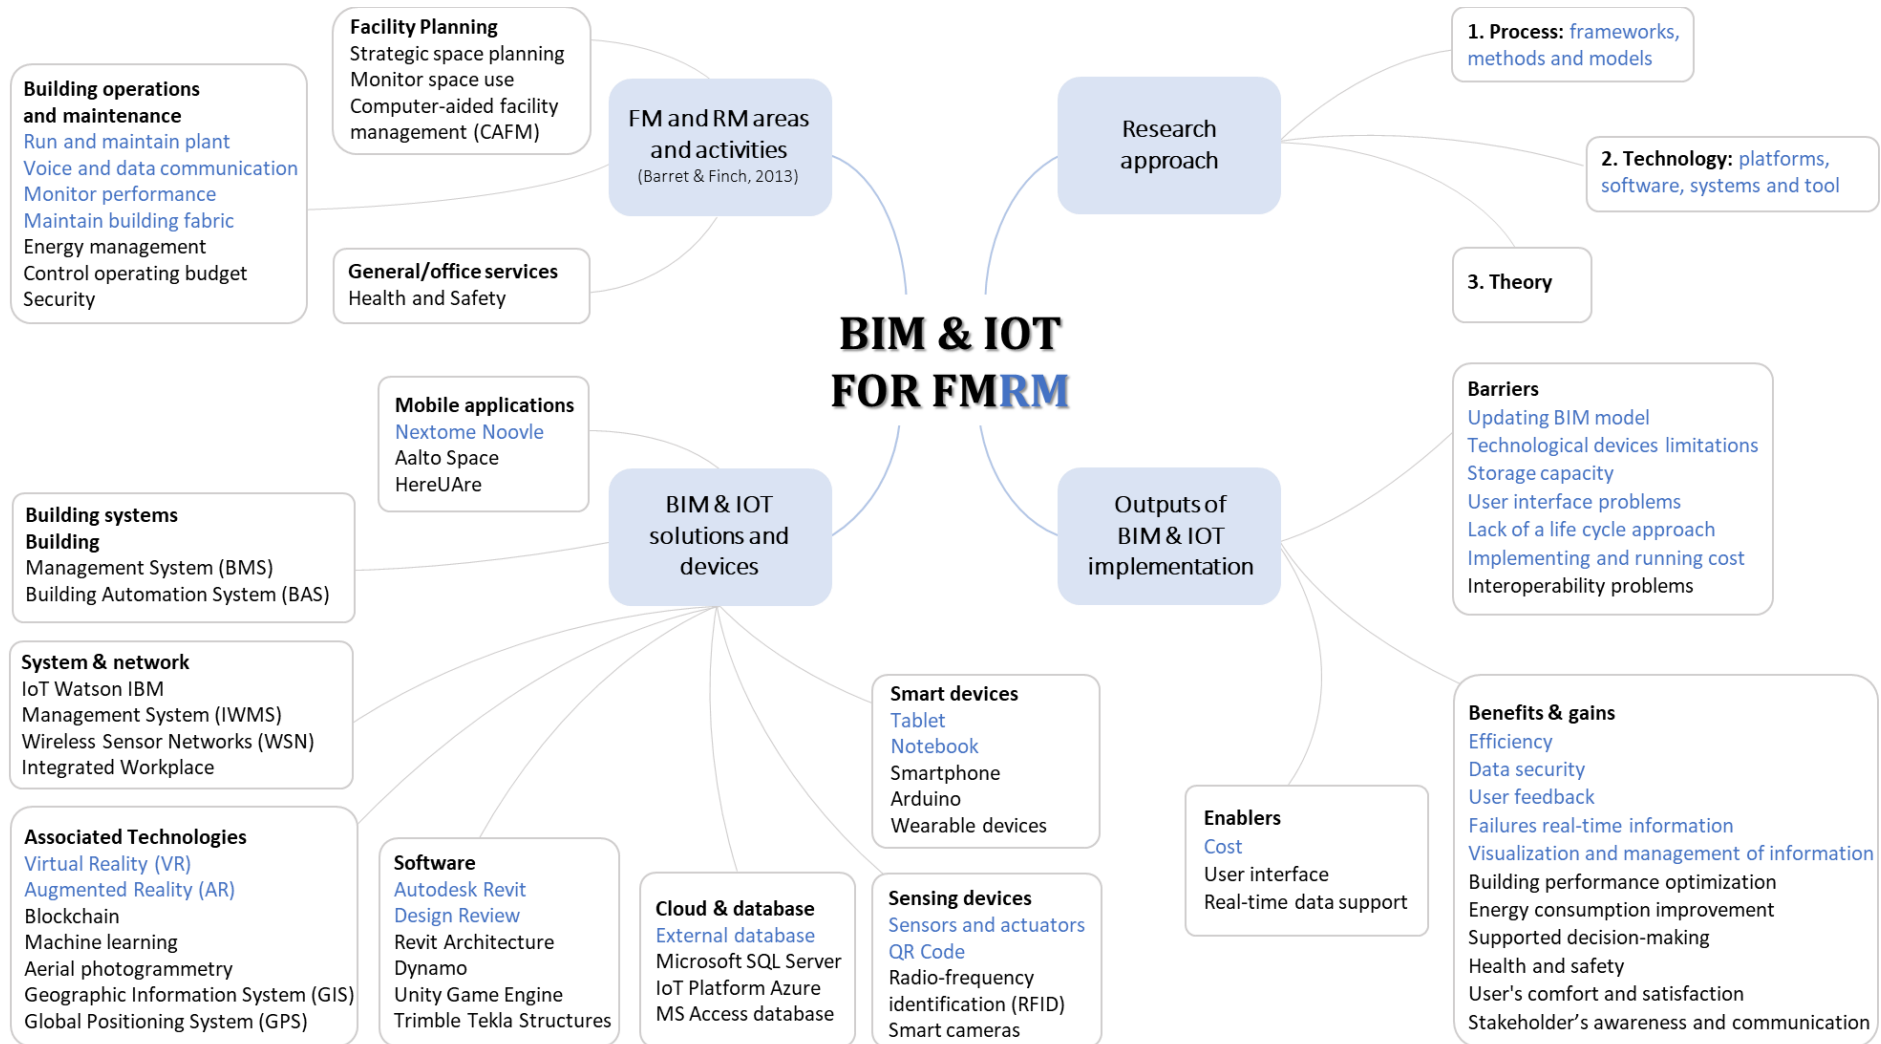 Facility Planning
Strategic space planning
Monitor space use
Computer-aided facility
management (CAFM)
Building operations
and maintenance
Run and maintain plant
Voice and data communication
Monitor performance
Maintain building fabric
Energy management
Control operating budget
Security
General/office services
Health and Safety
FM and RM areas
and activities
(Barret & Finch, 2013)
Research
approach
1. Process: frameworks,
methods and models
2. Technology: platforms,
software, systems and tool
3. Theory
BIM & IOT
FOR FMRM
Mobile applications
Nextome Noovle
Aalto Space
HereUAre
Building systems
Building
Management System (BMS)
Building Automation System (BAS)
BIM & IOT
solutions and
devices
System & network
IoT Watson IBM
Management System (IWMS)
Wireless Sensor Networks (WSN)
Integrated Workplace
Associated Technologies
Virtual Reality (VR)
Augmented Reality (AR)
Blockchain
Machine learning
Aerial photogrammetry
Geographic Information System (GIS)
Global Positioning System (GPS)
Software
Autodesk Revit
Design Review
Revit Architecture
Dynamo
Unity Game Engine
Trimble Tekla Structures
Cloud & database
External database
Microsoft SQL Server
IoT Platform Azure
MS Access database
Smart devices
Tablet
Notebook
Smartphone
Arduino
Wearable devices
Sensing devices
Sensors and actuators
QR Code
Radio-frequency
identification (RFID)
Smart cameras
Outputs of
BIM & IOT
implementation
Barriers
Updating BIM model
Technological devices limitations
Storage capacity
User interface problems
Lack of a life cycle approach
Implementing and running cost
Interoperability problems
Enablers
Cost
User interface
Real-time data support
Benefits & gains
Efficiency
Data security
User feedback
Failures real-time information
Visualization and management of information
Building performance optimization
Energy consumption improvement
Supported decision-making
Health and safety
User's comfort and satisfaction
Stakeholder’s awareness and communication